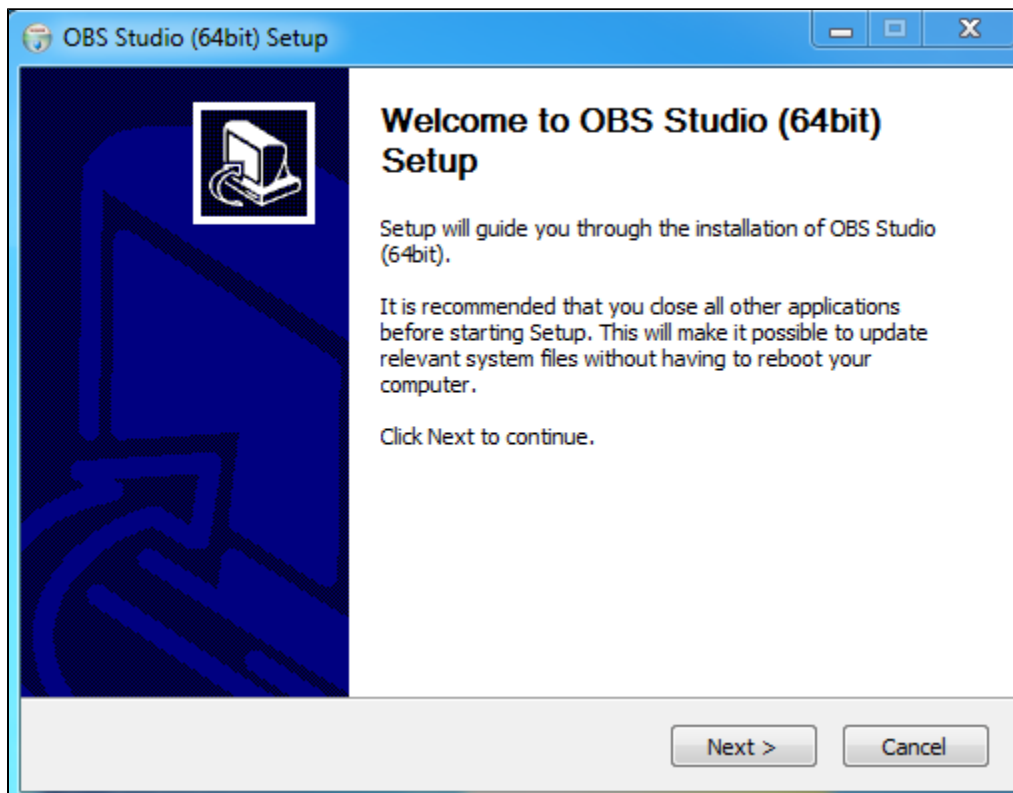 OBS Studio (64bit) Setup
Welcome to OBS Studio (64bit)
Setup
Setup will guide you through the installation of OBS Studio
(64bit).
It is recommended that you close all other applications
before starting Setup. This will make it possible to update
relevant system files without having to reboot your
computer.
Click Next to continue.
Next >
Cancel